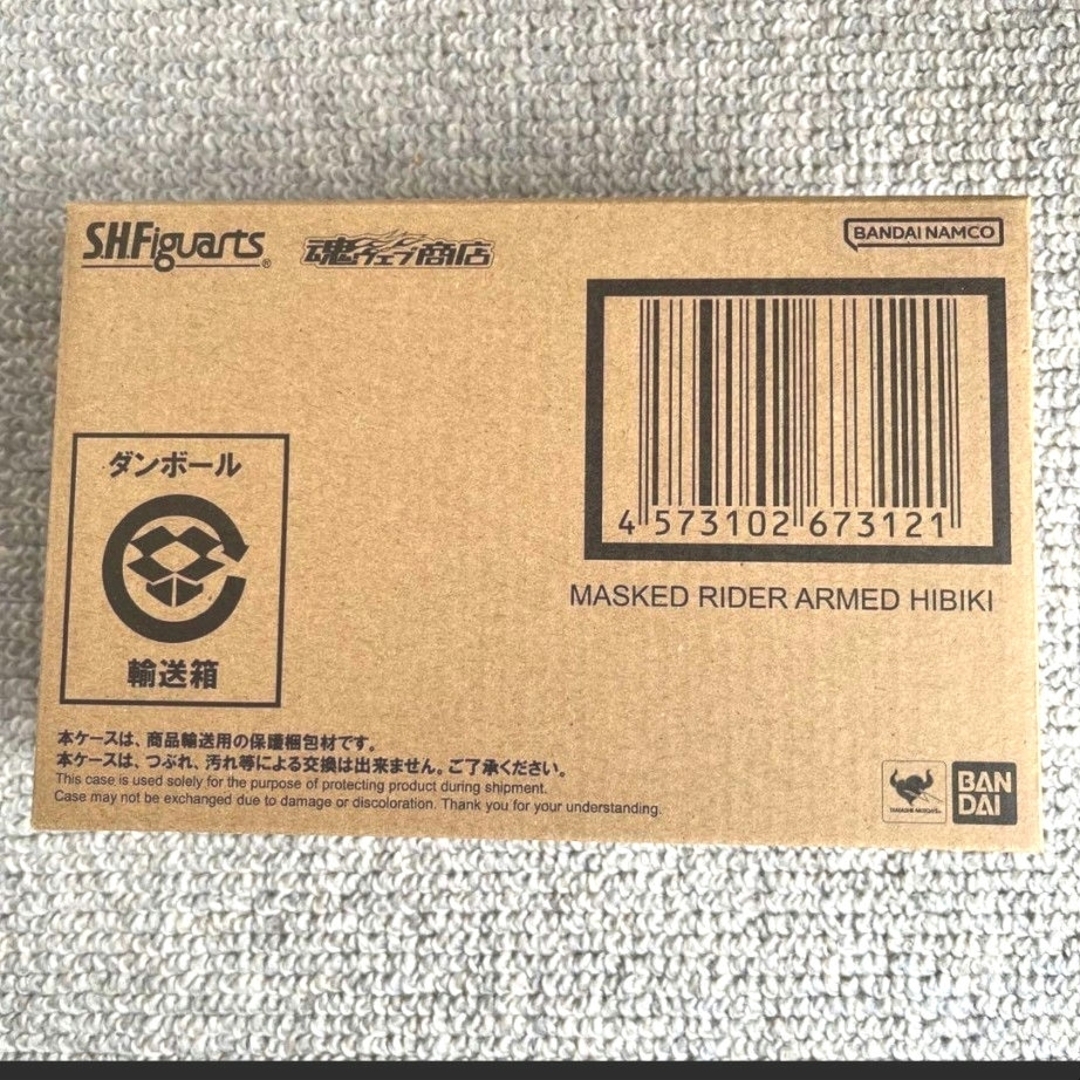 S.H.Figuarts®
魂ウェブ商店
BANDAI NAMCO
4 573102 673121
MASKED RIDER ARMED HIBIKI
ダンボール
輸送箱
本ケースは、商品輸送用の保護梱包材です。
本ケースは、つぶれ、汚れ等による交換は出来ません。ご了承ください。
This case is used solely for the purpose of protecting product during shipment.
Case may not be exchanged due to damage or discoloration. Thank you for your understanding.
BAN
DAI